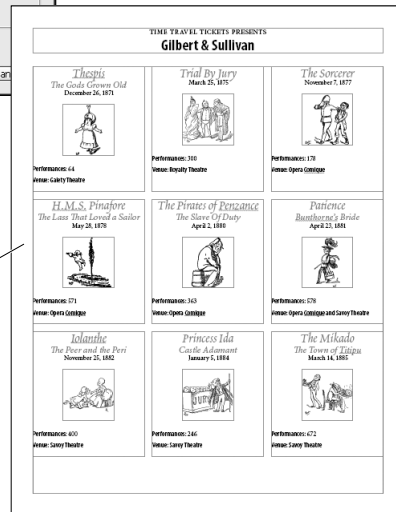 an
TIME TRAVEL TICKETS PRESENTS
Gilbert & Sullivan
Thespis
The Gods Grown Old
December 26, 1871
Performances: 64
Venue: Gaiety Theatre
Trial By Jury
March 25, 1875
Performances: 300
Venue: Royalty Theatre
The Sorcerer
November 7, 1877
Performances: 178
Venue: Opera Comique
H.M.S. Pinafore
The Lass That Loved a Sailor
May 28, 1878
Performances: 571
Venue: Opera Comique
The Pirates of Penzance
The Slave Of Duty
April 2, 1880
Performances: 363
Venue: Opera Comique
Patience
Bunthorne's Bride
April 23, 1881
Performances: 578
Venue: Opera Comique and Savoy Theatre
Iolanthe
The Peer and the Peri
November 25, 1882
Performances: 400
Venue: Savoy Theatre
Princess Ida
Castle Adamant
January 5, 1884
JURY
Performances: 246
Venue: Savoy Theatre
The Mikado
The Town of Titipu
March 14, 1885
Performances: 672
Venue: Savoy Theatre